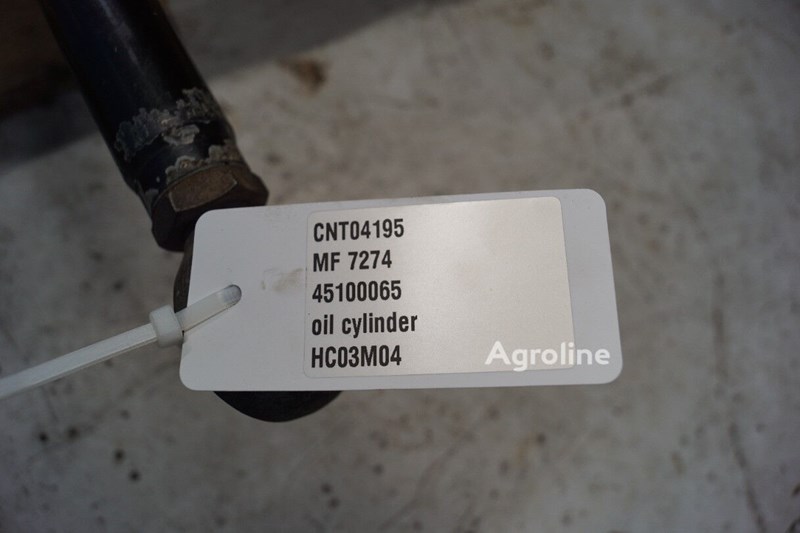 CNT04195
MF 7274
45100065
oil cylinder
HC03M04
Agroline